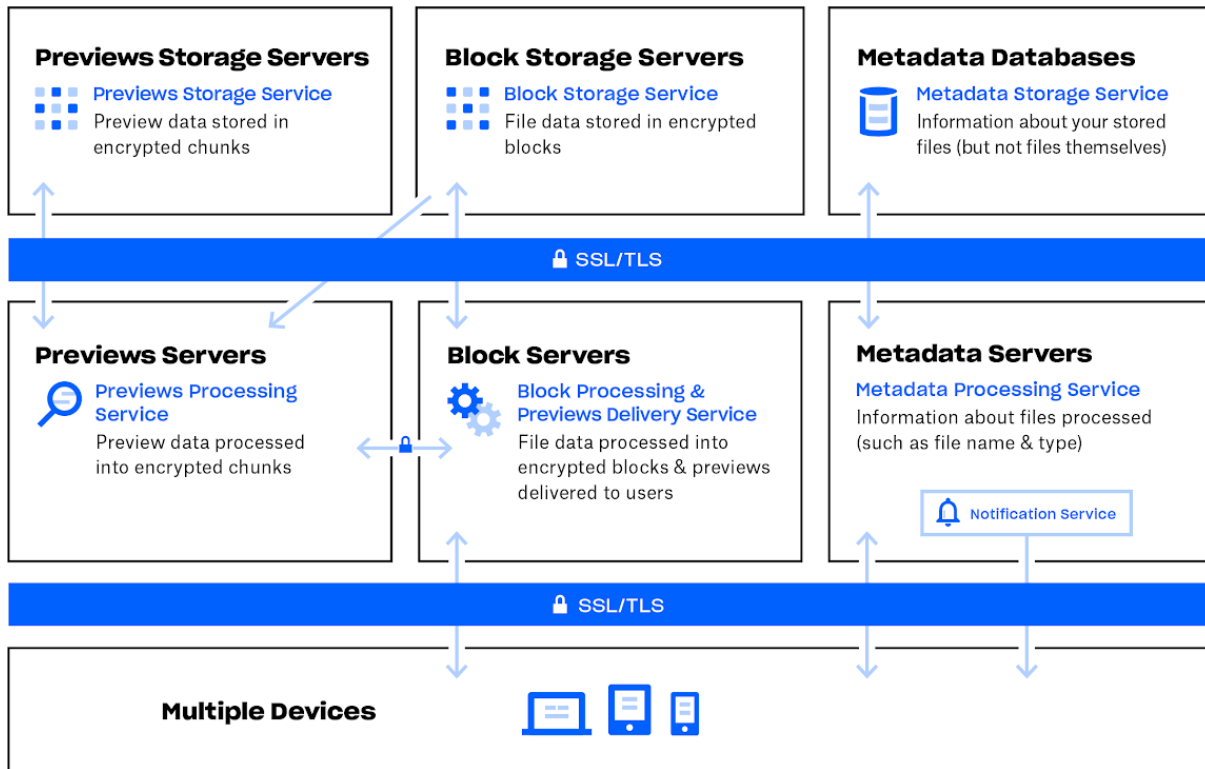 Previews Storage Servers
Previews Storage Service
Preview data stored in
encrypted chunks
Block Storage Servers
Block Storage Service
File data stored in encrypted
blocks
Metadata Databases
Metadata Storage Service
Information about your stored
files (but not files themselves)
SSL/TLS
Previews Servers
Previews Processing
Service
Preview data processed
into encrypted chunks
Block Servers
Block Processing &
Previews Delivery Service
File data processed into
encrypted blocks & previews
delivered to users
Metadata Servers
Metadata Processing Service
Information about files processed
(such as file name & type)
Notification Service
SSL/TLS
Multiple Devices